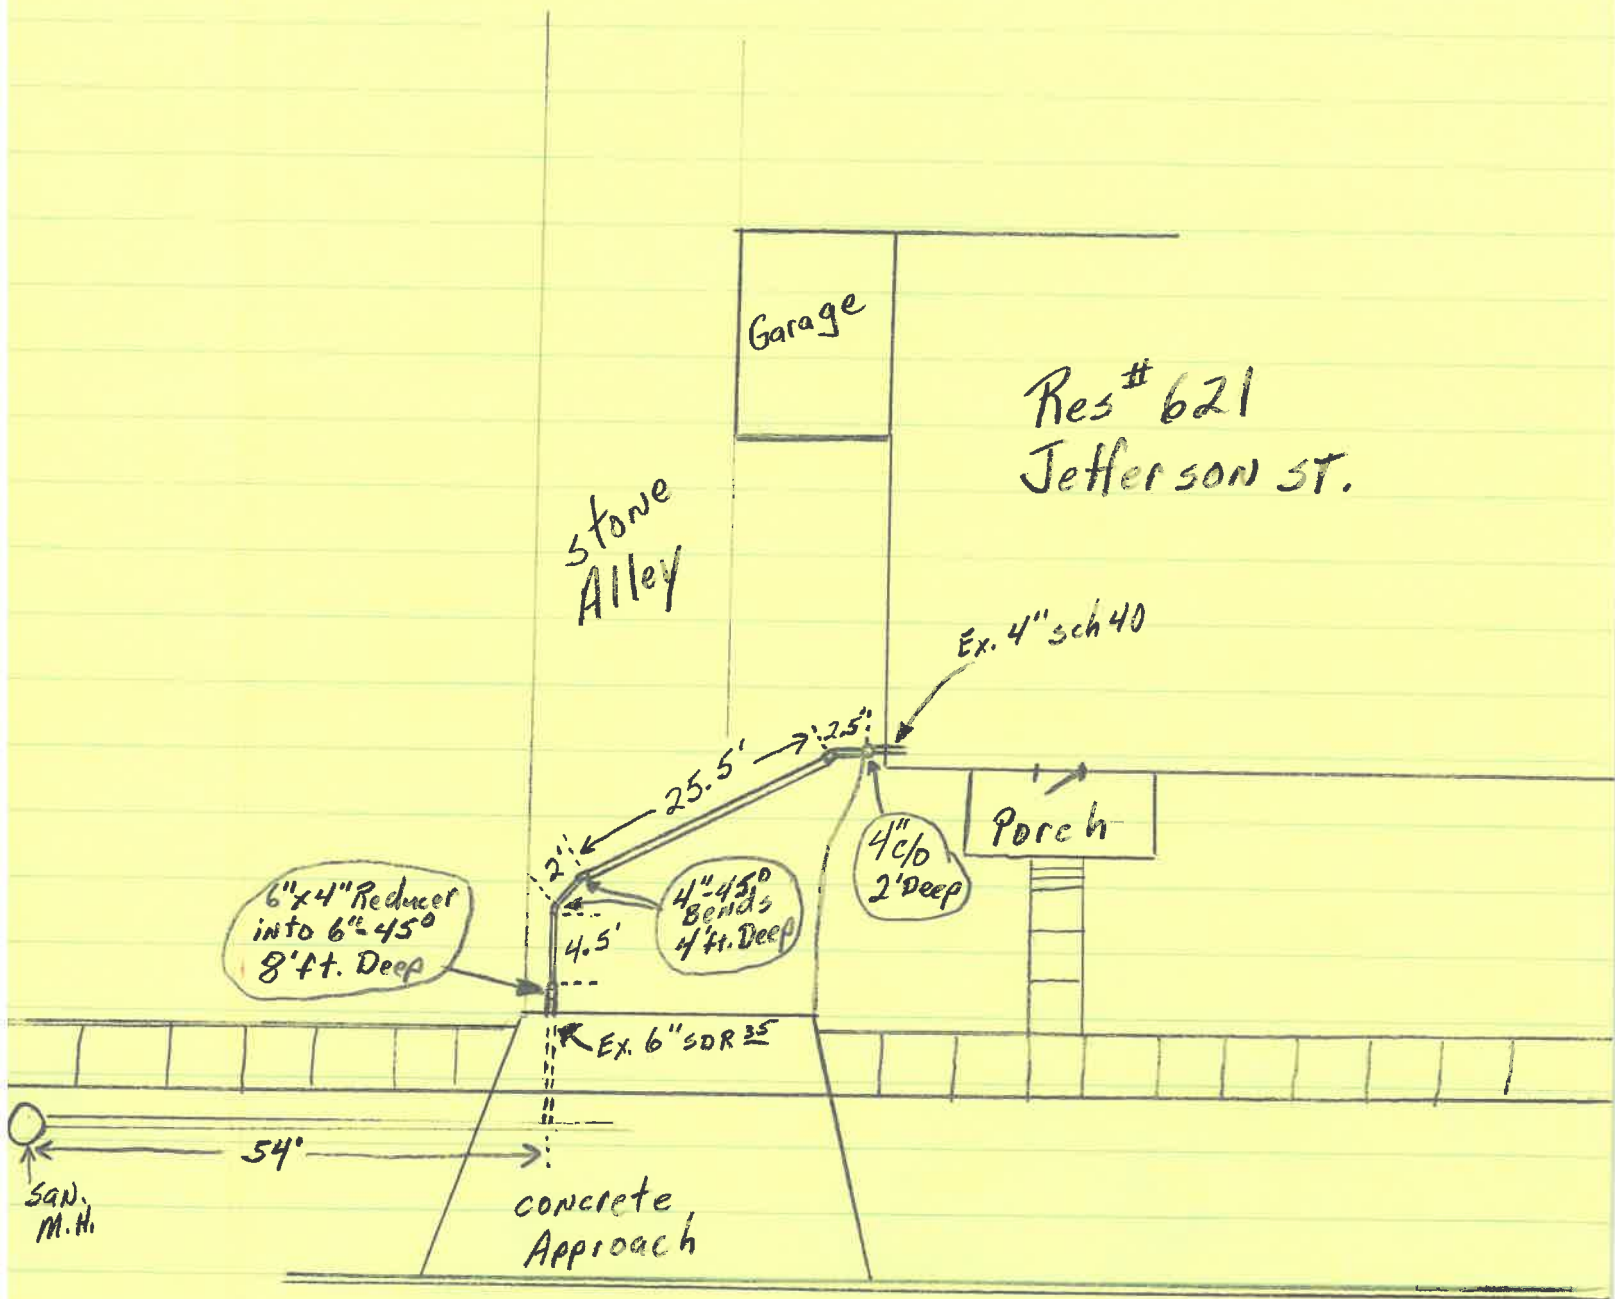 Garage
Res # 621
Jefferson ST.
stone
Alley
Ex. 4" sch 40
2.5'
25.5'
2'
4.5'
4" c/o
2' Deep
Porch
4"-45°
Bends
4' ft. Deep
6" x 4" Reducer
into 6"-45°
8' ft. Deep
Ex. 6" SDR 35
54'
San.
M.H.
concrete
Approach